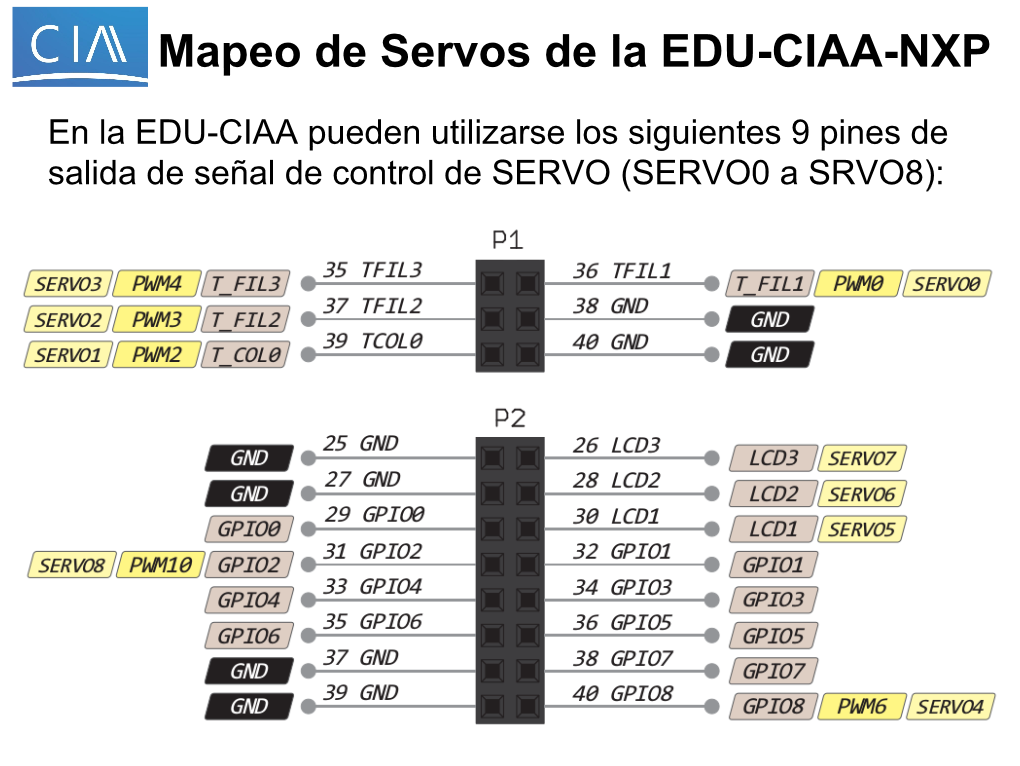 CIAA
Mapeo de Servos de la EDU-CIAA-NXP
En la EDU-CIAA pueden utilizarse los siguientes 9 pines de
salida de señal de control de SERVO (SERVO0 a SRVO8):
P1
SERVO3 PWM4 T_FIL3 35 TFIL3 36 TFIL1 T_FIL1 PWM0 SERVO0
SERVO2 PWM3 T_FIL2 37 TFIL2 38 GND GND
SERVO1 PWM2 T_COL0 39 TCOL0 40 GND GND
P2
GND 25 GND 26 LCD3 LCD3 SERVO7
GND 27 GND 28 LCD2 LCD2 SERVO6
GPIO0 29 GPIO0 30 LCD1 LCD1 SERVO5
SERVO8 PWM10 GPIO2 31 GPIO2 32 GPIO1 GPIO1
GPIO4 33 GPIO4 34 GPIO3 GPIO3
GPIO6 35 GPIO6 36 GPIO5 GPIO5
GND 37 GND 38 GPIO7 GPIO7
GND 39 GND 40 GPIO8 GPIO8 PWM6 SERVO4